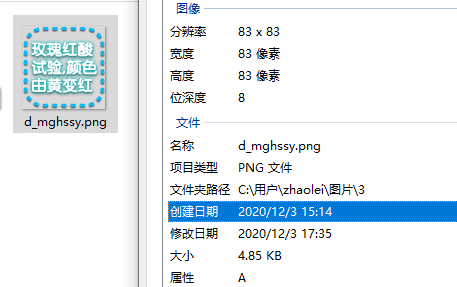 玫瑰红酸
试验,颜色
由黄变红
d_mghssy.png
图像
分辨率 83 x 83
宽度 83 像素
高度 83 像素
位深度 8
文件
名称 d_mghssy.png
项目类型 PNG 文件
文件夹路径 C:\用户\zhaolei\图片\3
创建日期 2020/12/3 15:14
修改日期 2020/12/3 17:35
大小 4.85 KB
属性 A